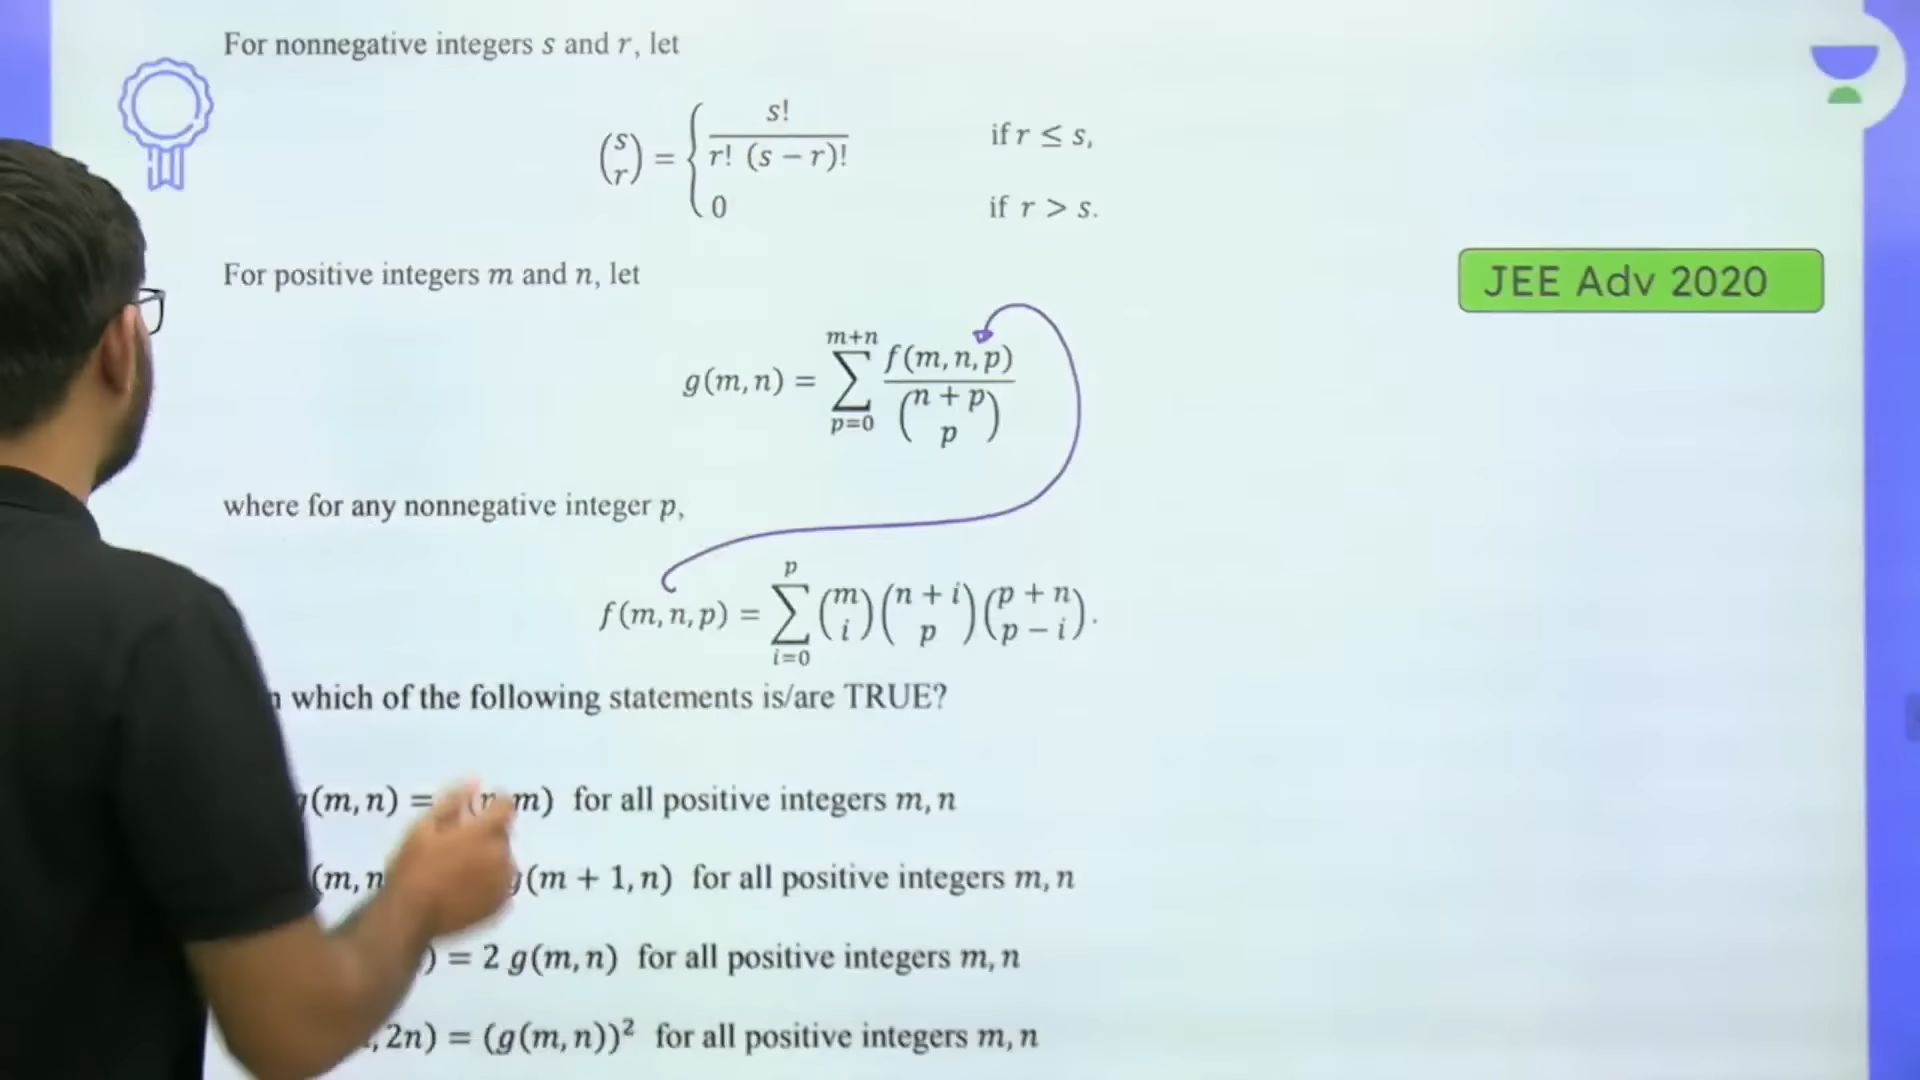 For nonnegative integers s and r, let
(s r) = { s! / r! (s − r)! if r ≤ s,
0 if r > s.
For positive integers m and n, let
JEE Adv 2020
g(m, n) = ∑_{p=0}^{m+n} f(m, n, p) / (n + p p)
where for any nonnegative integer p,
f(m, n, p) = ∑_{i=0}^{p} (m i) (n + i p) (p + n p − i).
which of the following statements is/are TRUE?
(m, n) = m) for all positive integers m, n
(m, n (m + 1, n) for all positive integers m, n
) = 2 g(m, n) for all positive integers m, n
, 2n) = (g(m, n))² for all positive integers m, n